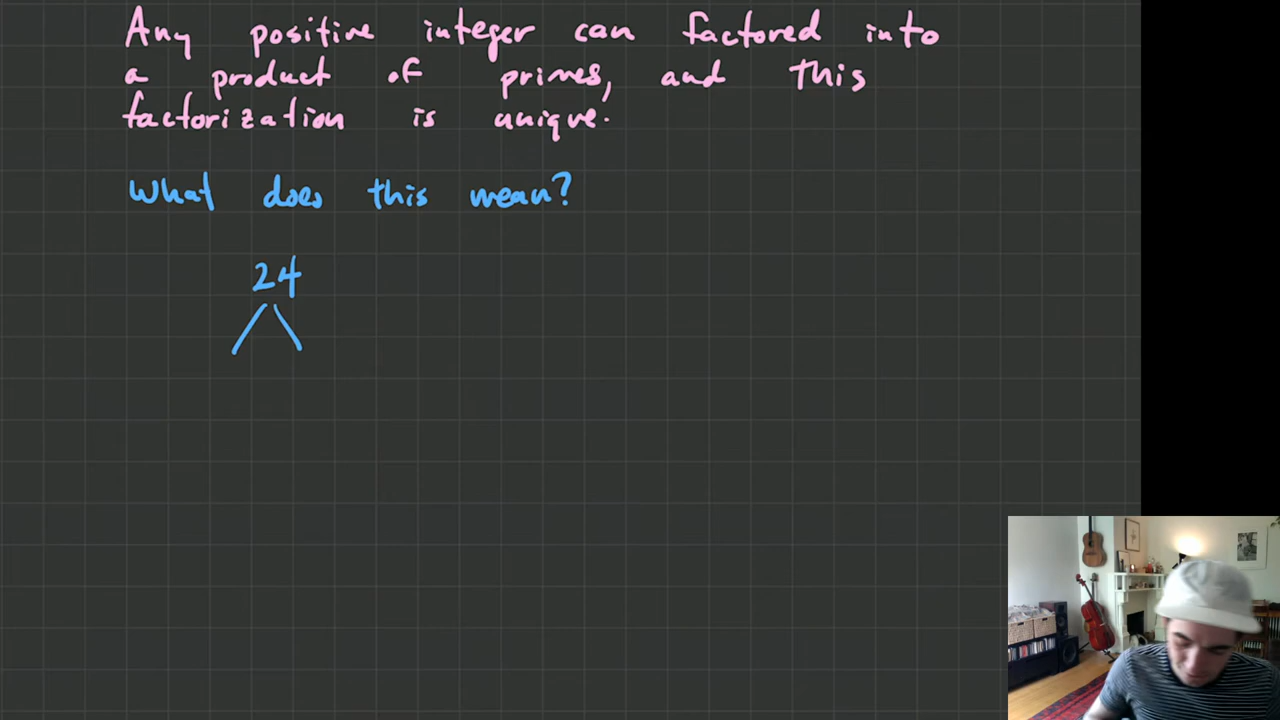 Any positive integer can factored into
a product of primes, and this
factorization is unique.
What does this mean?
24